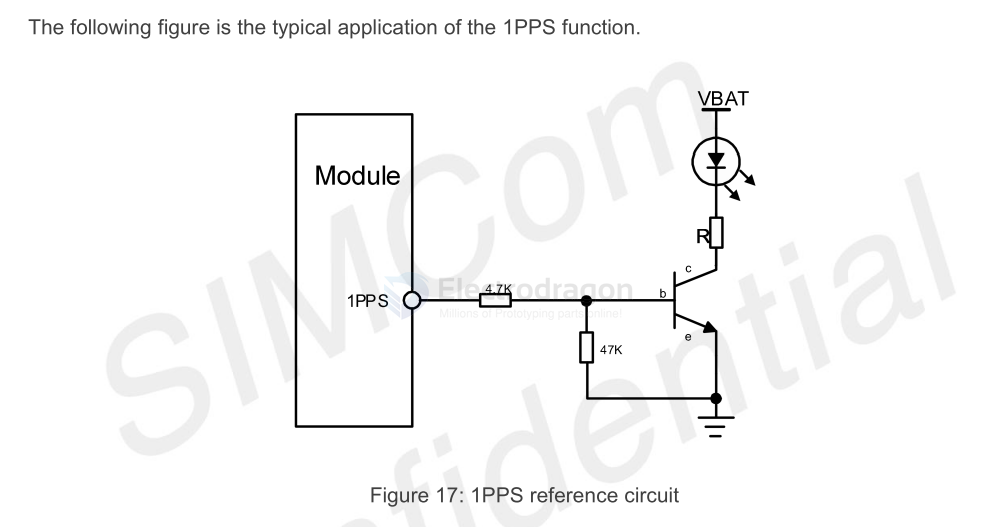 The following figure is the typical application of the 1PPS function.
VBAT
Module
R
c
1PPS
4.7K
b
e
47K
Figure 17: 1PPS reference circuit
SIMCom
Confidential
Electrodragon
Millions of Prototyping parts online!